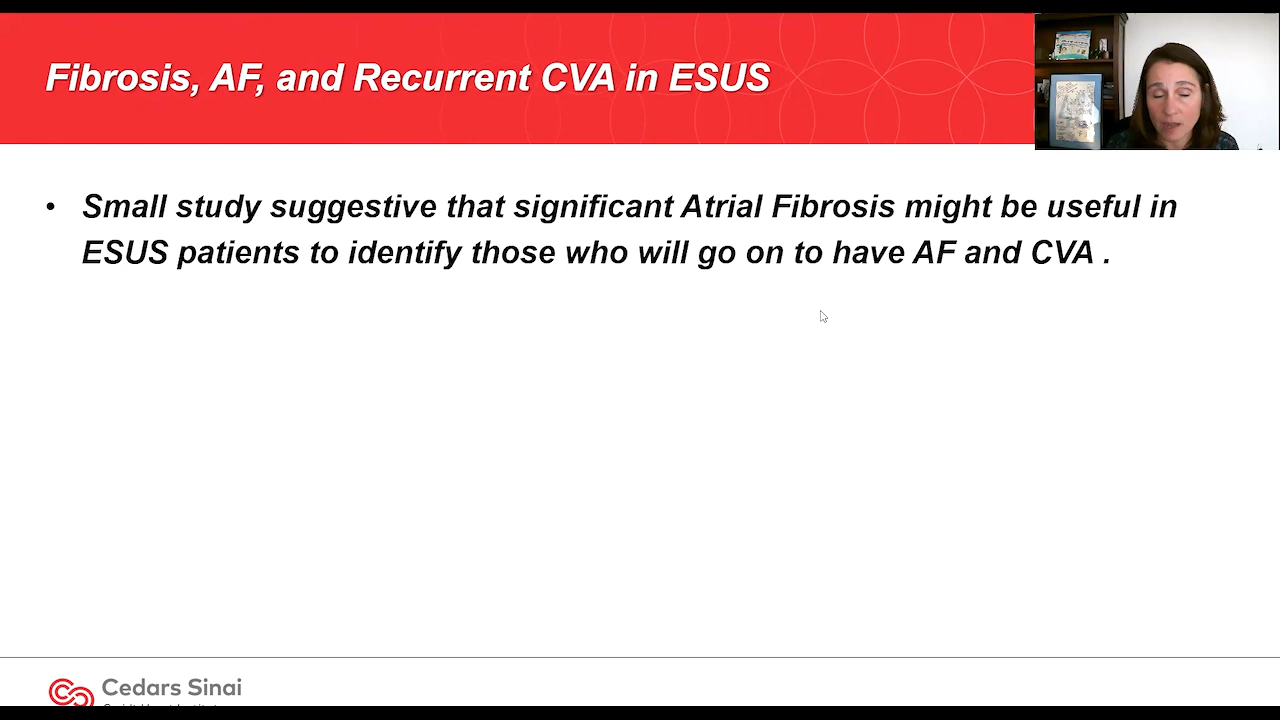 Fibrosis, AF, and Recurrent CVA in ESUS
• Small study suggestive that significant Atrial Fibrosis might be useful in
ESUS patients to identify those who will go on to have AF and CVA .
Cedars Sinai